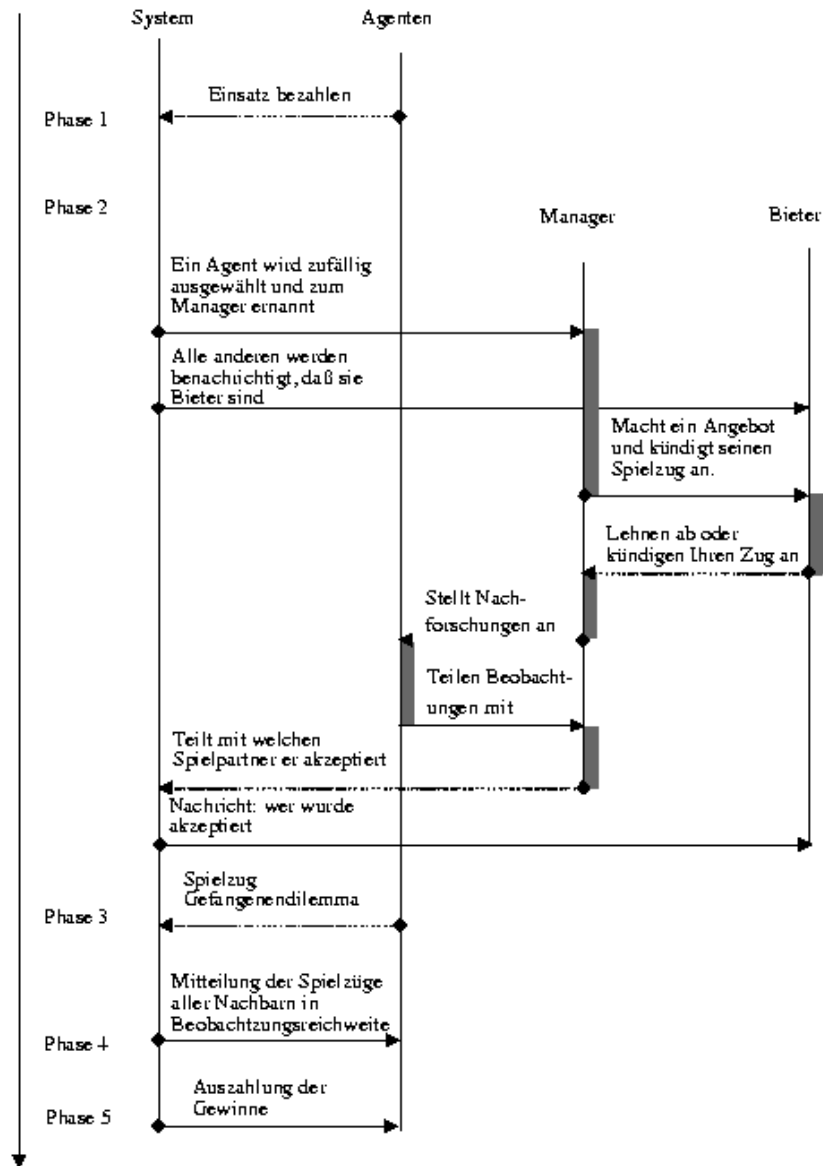 System
Agenten
Einsatz bezahlen
Phase 1
Phase 2
Manager
Bieter
Ein Agent wird zufällig
ausgewählt und zum
Manager ernannt
Alle anderen werden
benachrichtigt, daß sie
Bieter sind
Macht ein Angebot
und kündigt seinen
Spielzug an.
Lehnen ab oder
kündigen Ihren Zug an
Stellt Nach-
forschungen an
Teilen Beobacht-
ungen mit
Teilt mit welchen
Spielpartner er akzeptiert
Nachricht: wer wurde
akzeptiert
Spielzug
Gefangenendilemma
Phase 3
Mitteilung der Spielzüge
aller Nachbarn in
Beobachtzungsreichweite
Phase 4
Auszahlung der
Gewinne
Phase 5